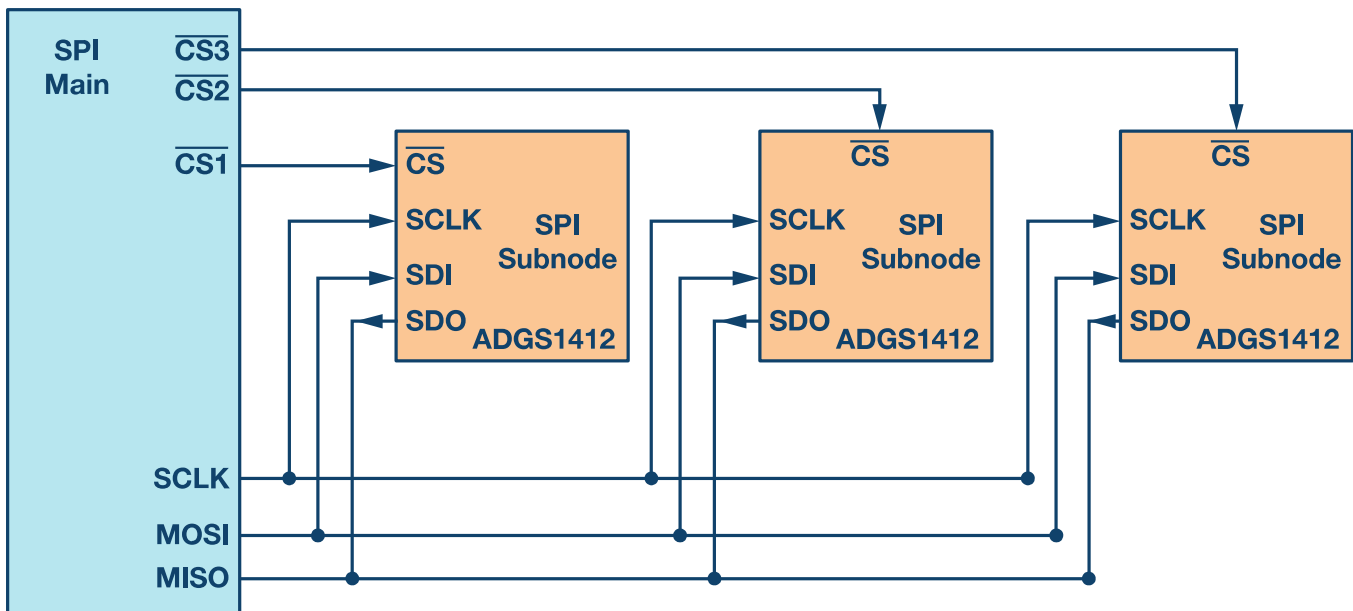 SPI
Main
CS3
CS2
CS1
SCLK
MOSI
MISO
CS
SCLK
SDI
SDO
SPI
Subnode
ADGS1412
CS
SCLK
SDI
SDO
SPI
Subnode
ADGS1412
CS
SCLK
SDI
SDO
SPI
Subnode
ADGS1412